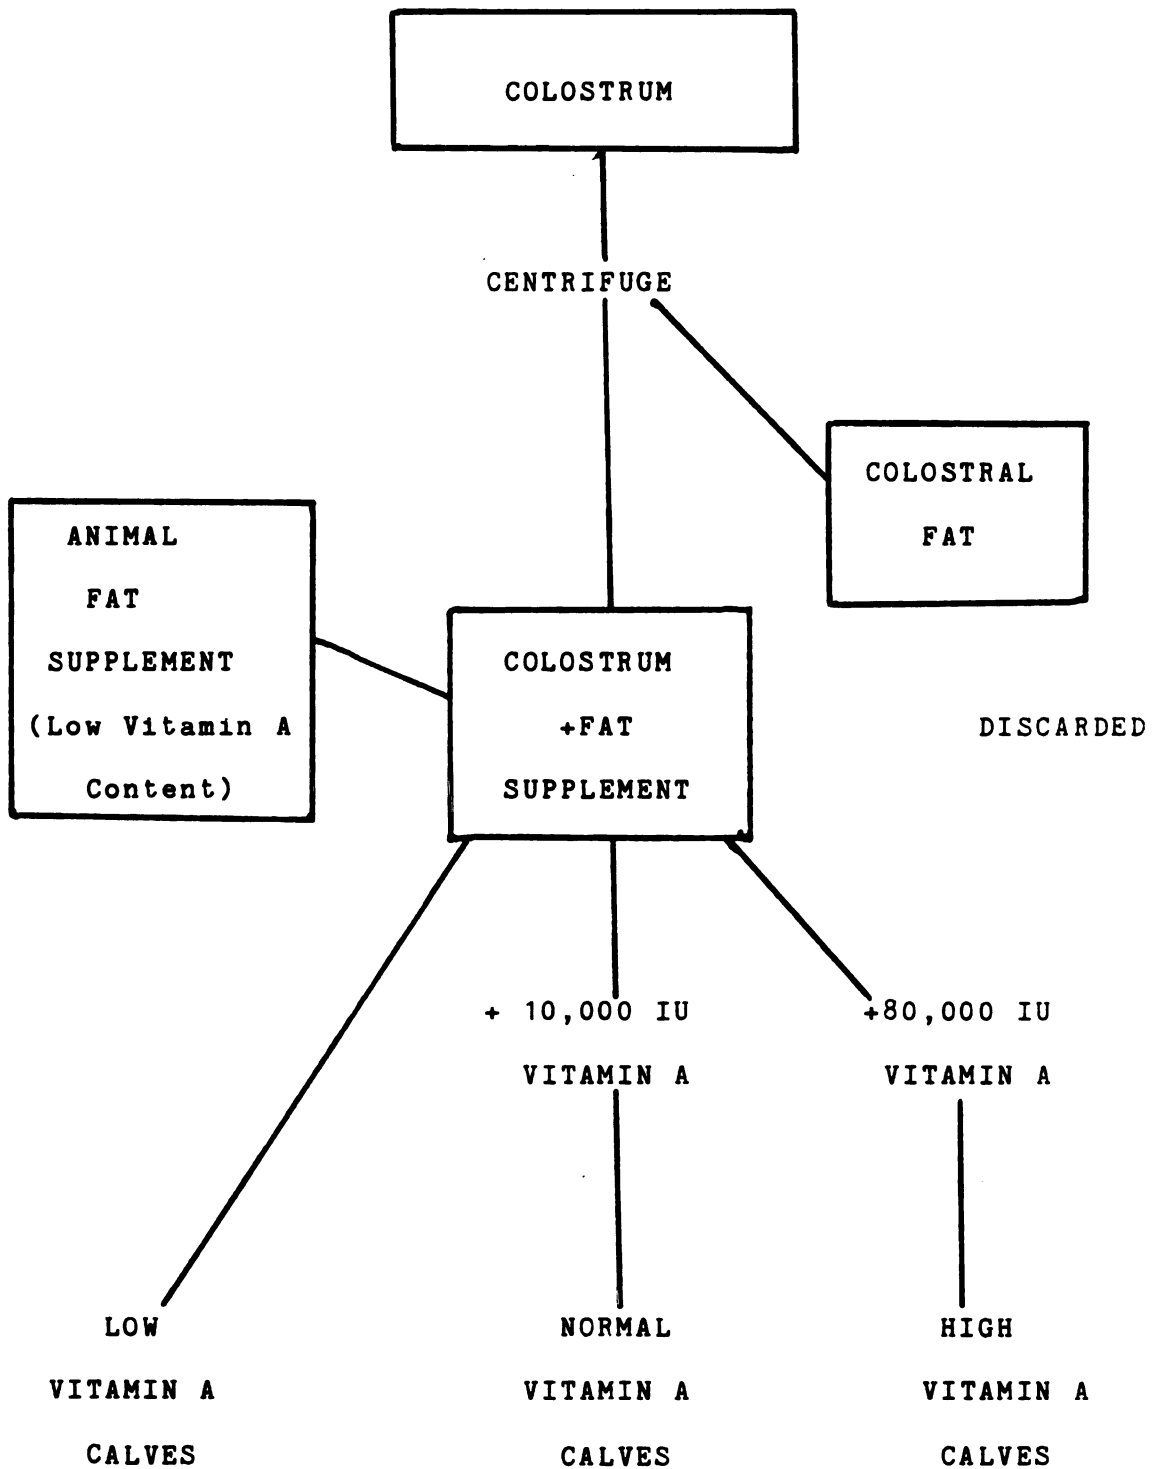 COLOSTRUM
CENTRIFUGE
COLOSTRAL
FAT
ANIMAL
FAT
SUPPLEMENT
(Low Vitamin A
Content)
COLOSTRUM
+FAT
SUPPLEMENT
DISCARDED
+ 10,000 IU
VITAMIN A
+80,000 IU
VITAMIN A
LOW
VITAMIN A
CALVES
NORMAL
VITAMIN A
CALVES
HIGH
VITAMIN A
CALVES